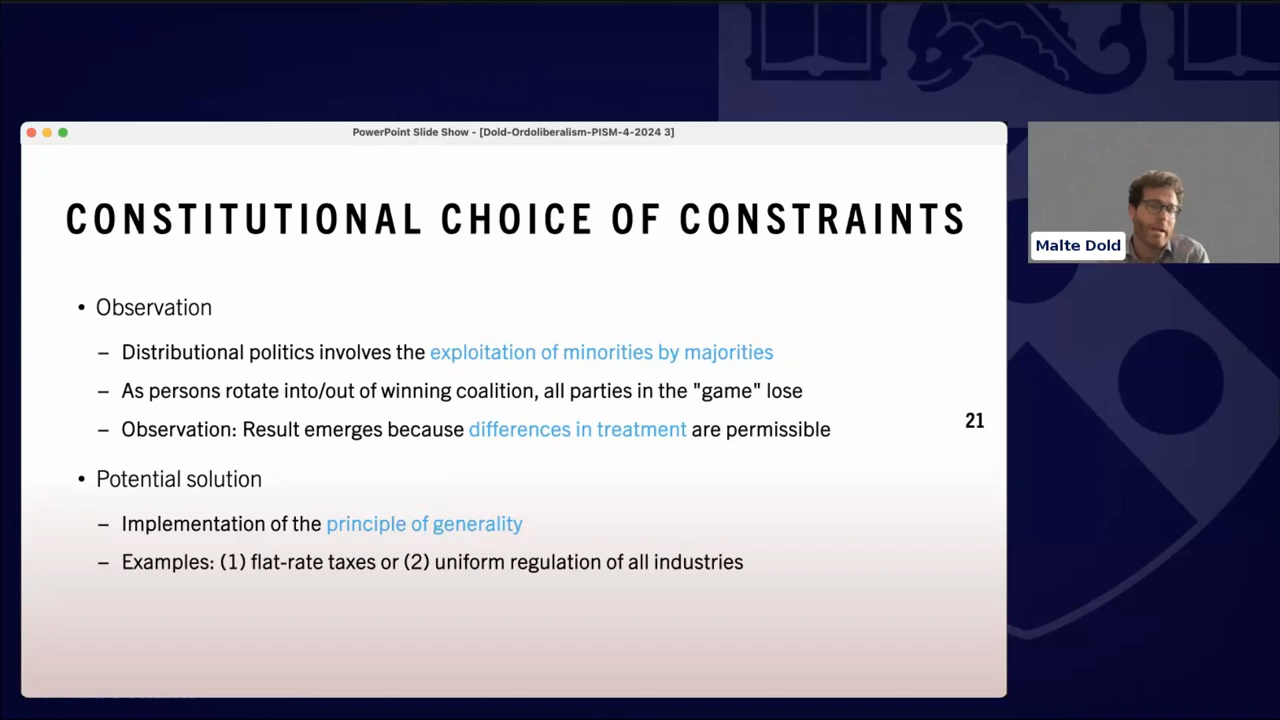 PowerPoint Slide Show - [Dold-Ordoliberalism-PISM-4-2024 3]
CONSTITUTIONAL CHOICE OF CONSTRAINTS
• Observation
– Distributional politics involves the exploitation of minorities by majorities
– As persons rotate into/out of winning coalition, all parties in the "game" lose
– Observation: Result emerges because differences in treatment are permissible
21
• Potential solution
– Implementation of the principle of generality
– Examples: (1) flat-rate taxes or (2) uniform regulation of all industries
Malte Dold